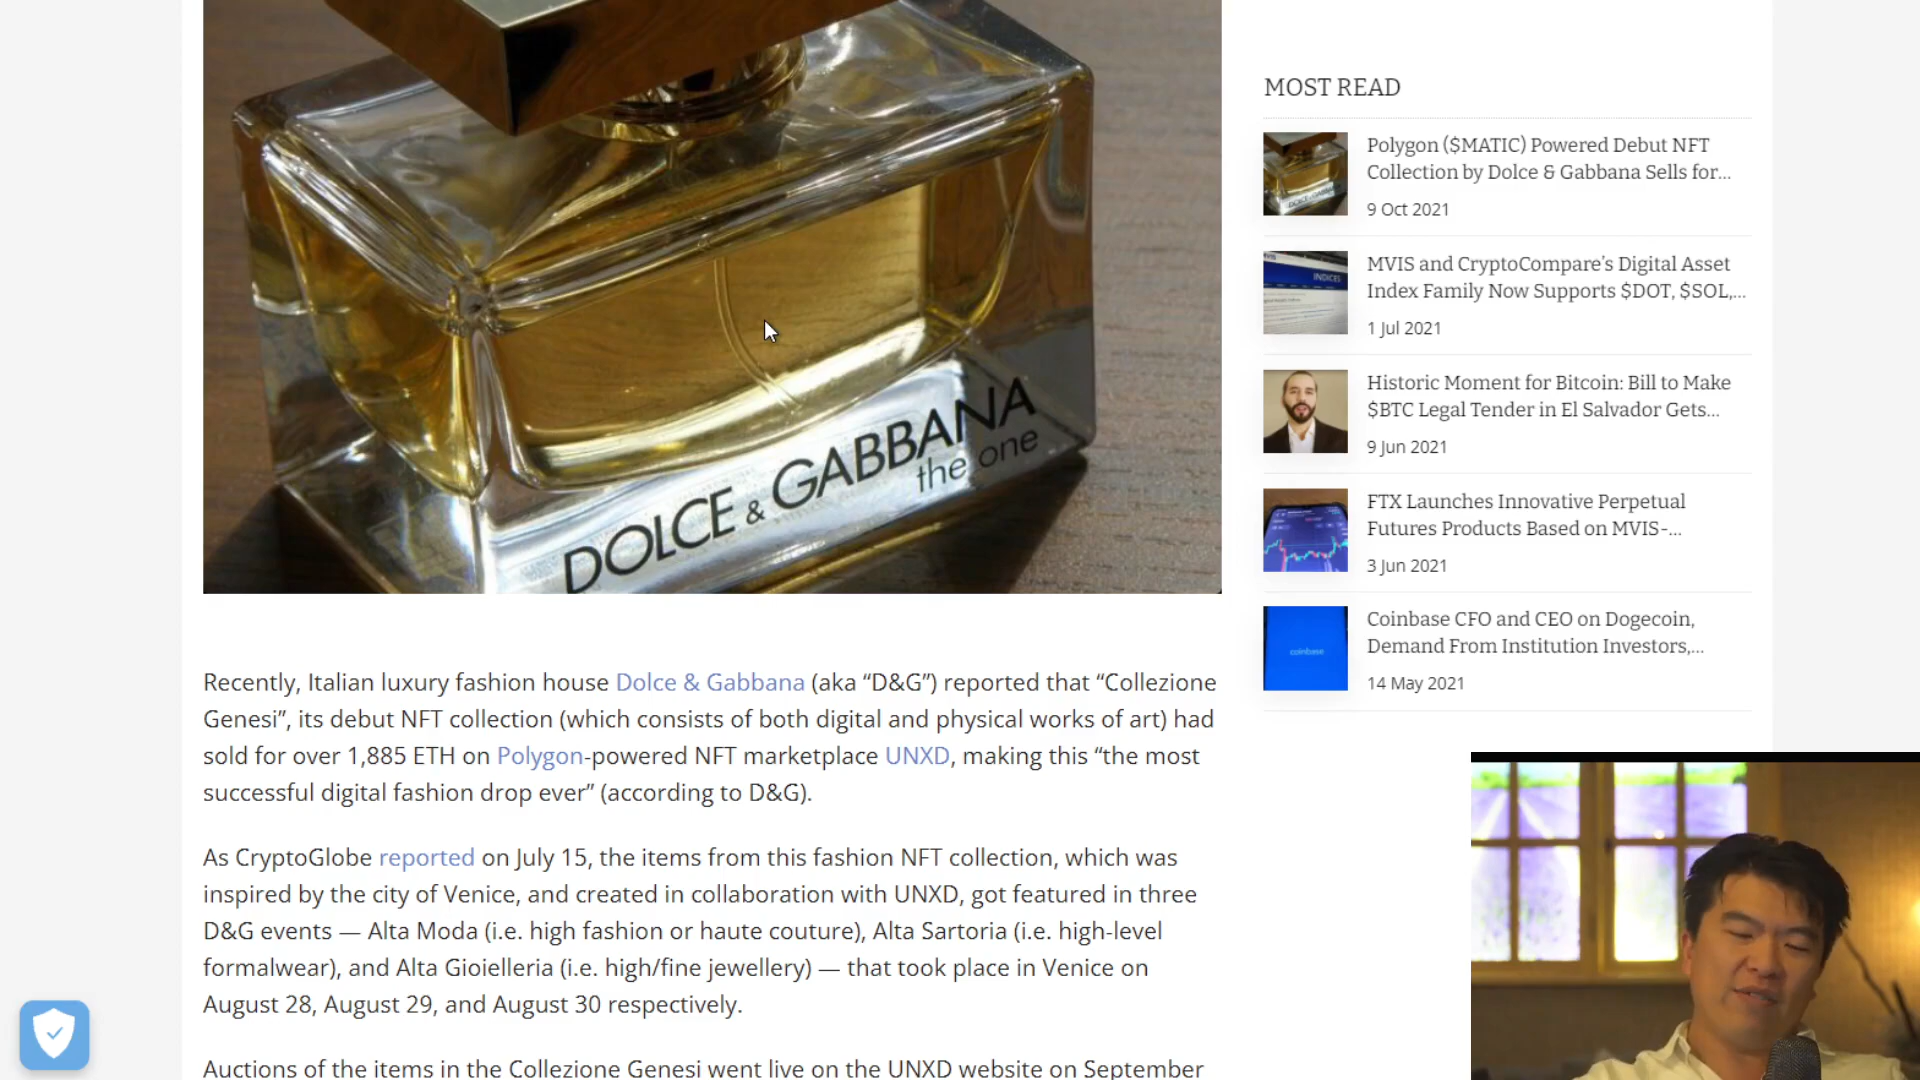 DOLCE & GABBANA
the one
Recently, Italian luxury fashion house Dolce & Gabbana (aka “D&G”) reported that “Collezione
Genesi”, its debut NFT collection (which consists of both digital and physical works of art) had
sold for over 1,885 ETH on Polygon-powered NFT marketplace UNXD, making this “the most
successful digital fashion drop ever” (according to D&G).
As CryptoGlobe reported on July 15, the items from this fashion NFT collection, which was
inspired by the city of Venice, and created in collaboration with UNXD, got featured in three
D&G events — Alta Moda (i.e. high fashion or haute couture), Alta Sartoria (i.e. high-level
formalwear), and Alta Gioielleria (i.e. high/fine jewellery) — that took place in Venice on
August 28, August 29, and August 30 respectively.
Auctions of the items in the Collezione Genesi went live on the UNXD website on September
MOST READ
Polygon ($MATIC) Powered Debut NFT
Collection by Dolce & Gabbana Sells for...
9 Oct 2021
INDICES
MVIS and CryptoCompare’s Digital Asset
Index Family Now Supports $DOT, $SOL,...
1 Jul 2021
Historic Moment for Bitcoin: Bill to Make
$BTC Legal Tender in El Salvador Gets...
9 Jun 2021
FTX Launches Innovative Perpetual
Futures Products Based on MVIS-...
3 Jun 2021
coinbase
Coinbase CFO and CEO on Dogecoin,
Demand From Institution Investors,...
14 May 2021